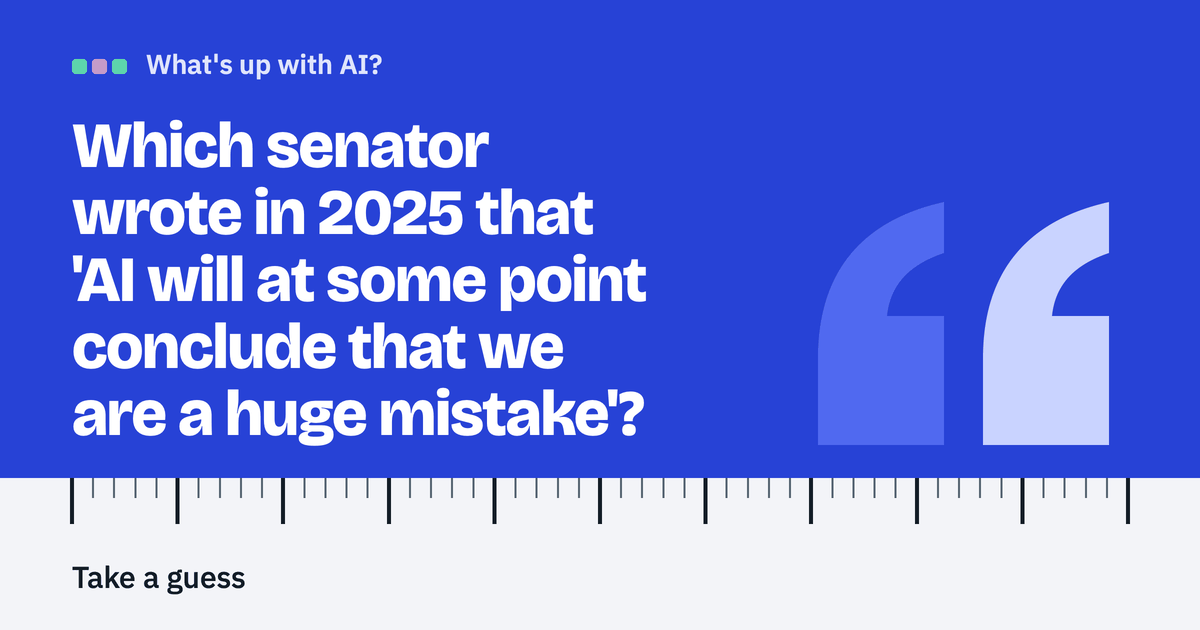 What's up with AI?
Which senator
wrote in 2025 that
'AI will at some point
conclude that we
are a huge mistake'?
Take a guess